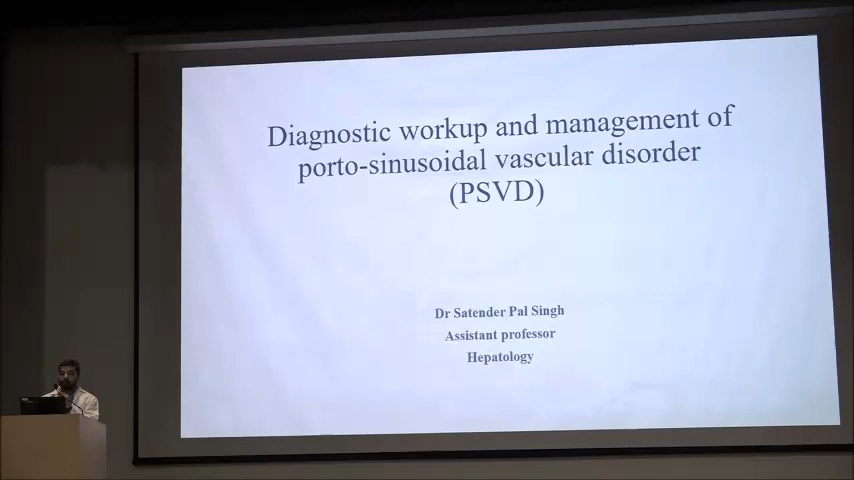 Diagnostic workup and management of
porto-sinusoidal vascular disorder
(PSVD)
Dr Satender Pal Singh
Assistant professor
Hepatology